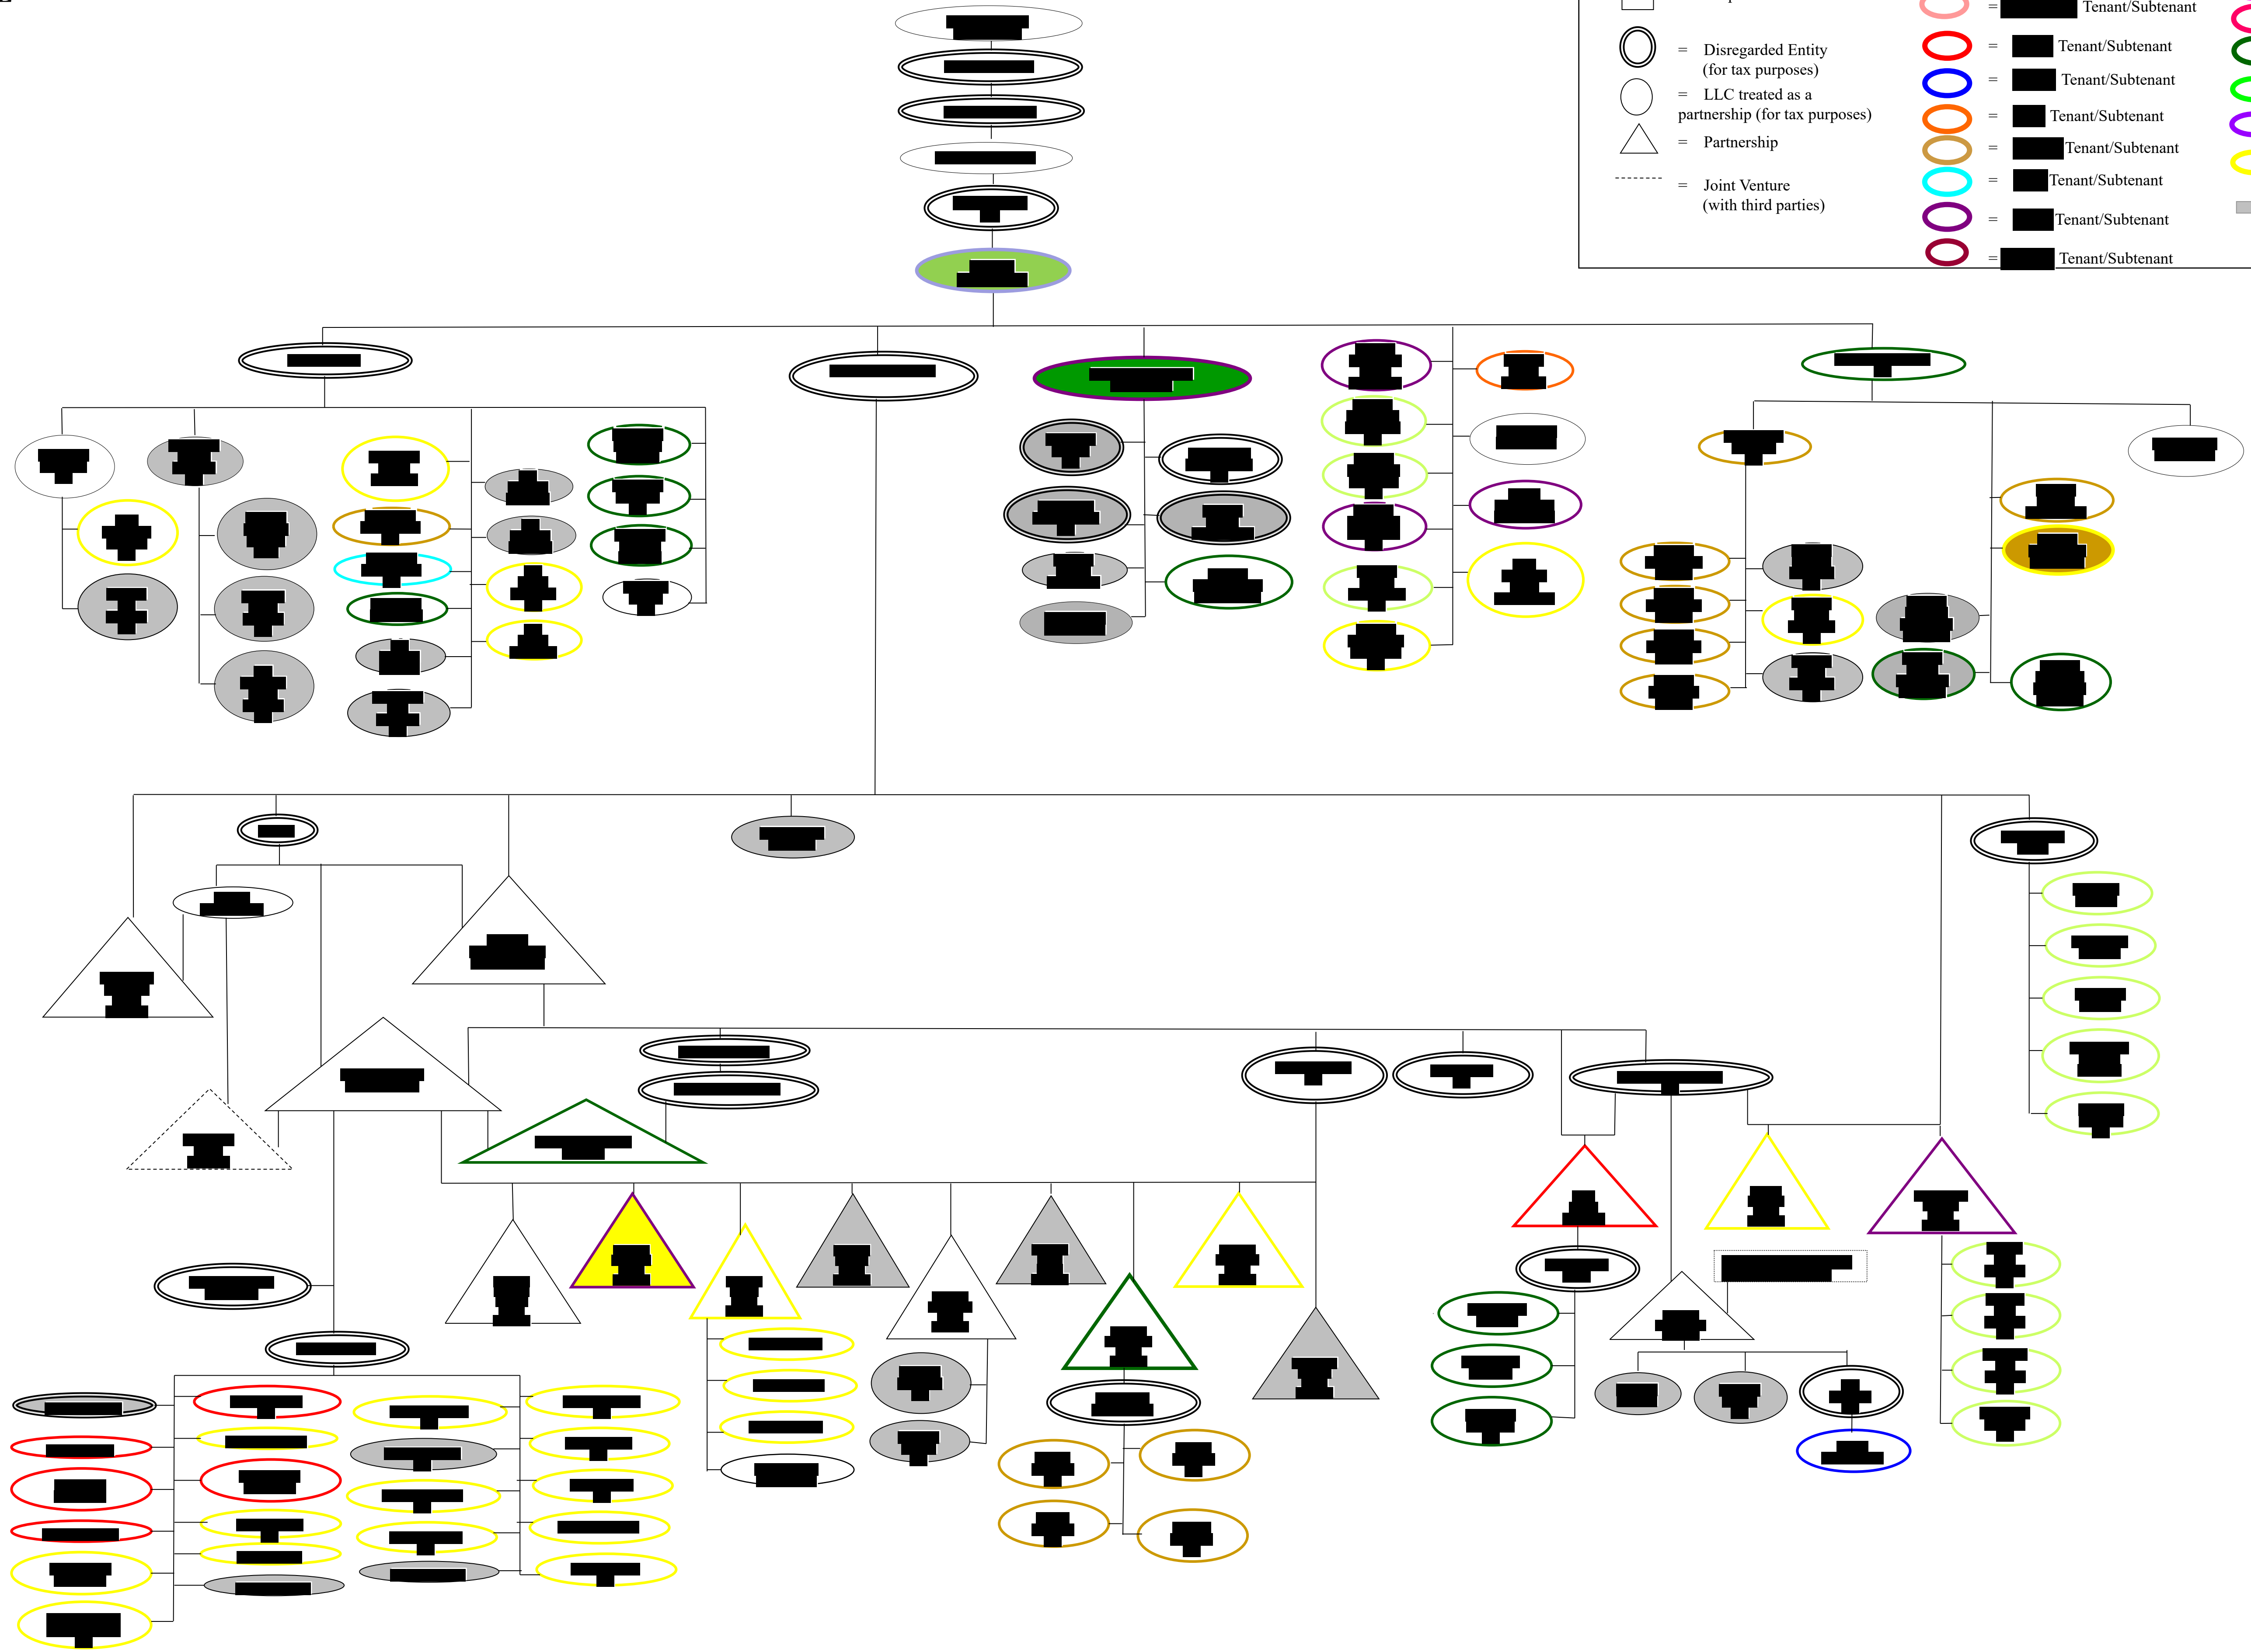 = Disregarded Entity
(for tax purposes)
= LLC treated as a
partnership (for tax purposes)
= Partnership
= Joint Venture
(with third parties)
= Tenant/Subtenant
= Tenant/Subtenant
= Tenant/Subtenant
= Tenant/Subtenant
= Tenant/Subtenant
= Tenant/Subtenant
= Tenant/Subtenant
= Tenant/Subtenant